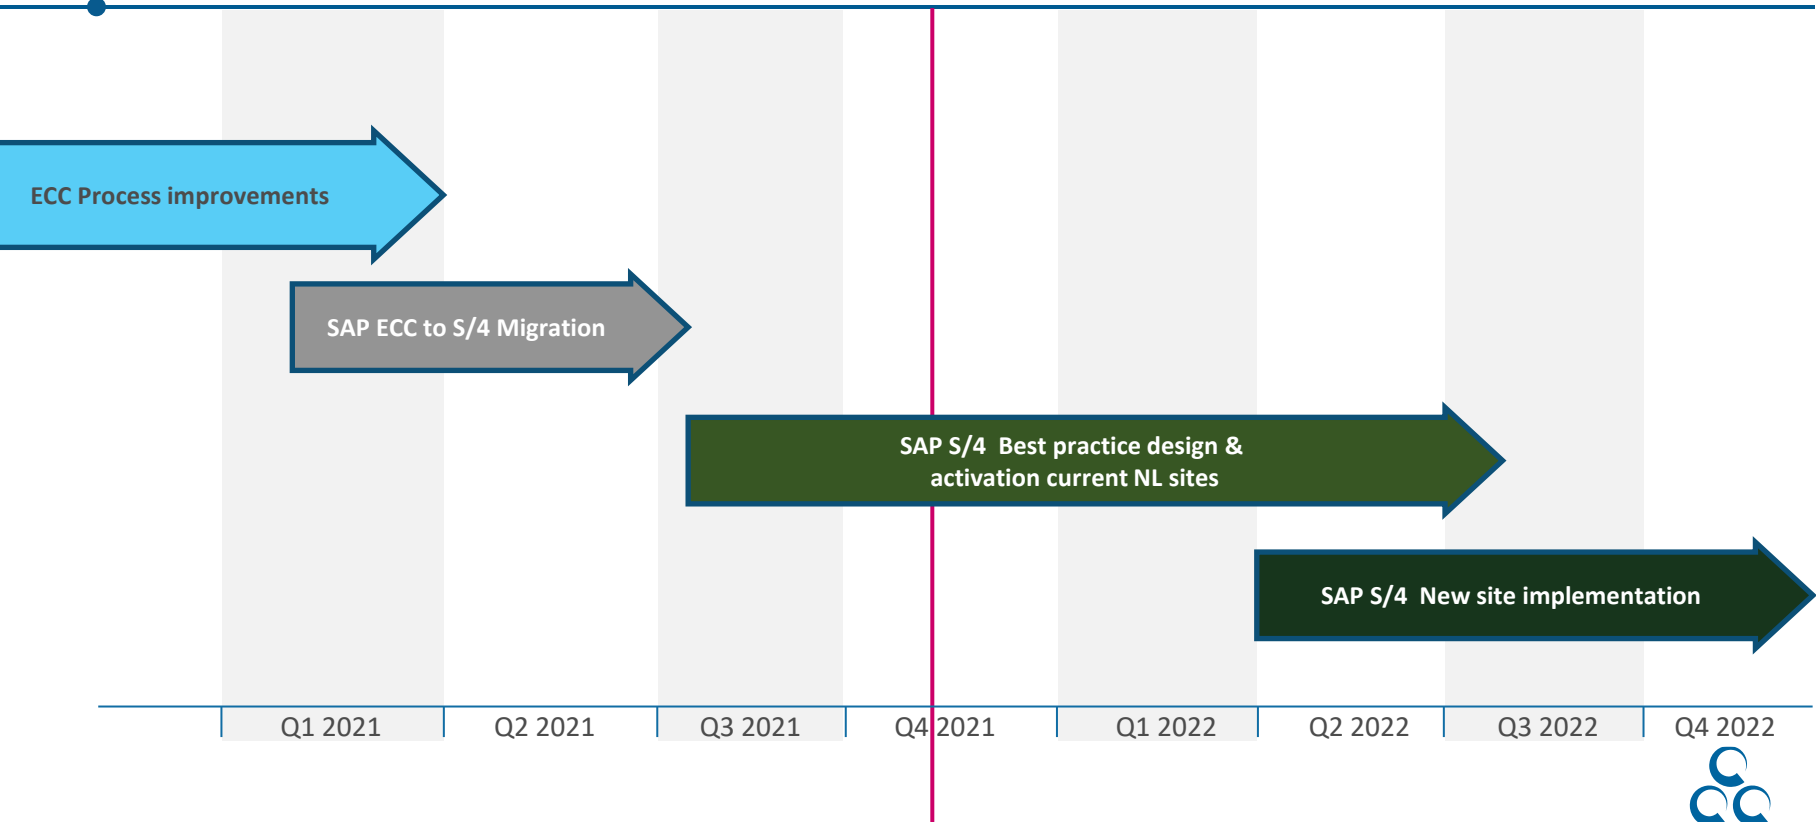 ECC Process improvements
SAP ECC to S/4 Migration
SAP S/4  Best practice design &
activation current NL sites
SAP S/4  New site implementation
Q1 2021
Q2 2021
Q3 2021
Q4 2021
Q1 2022
Q2 2022
Q3 2022
Q4 2022